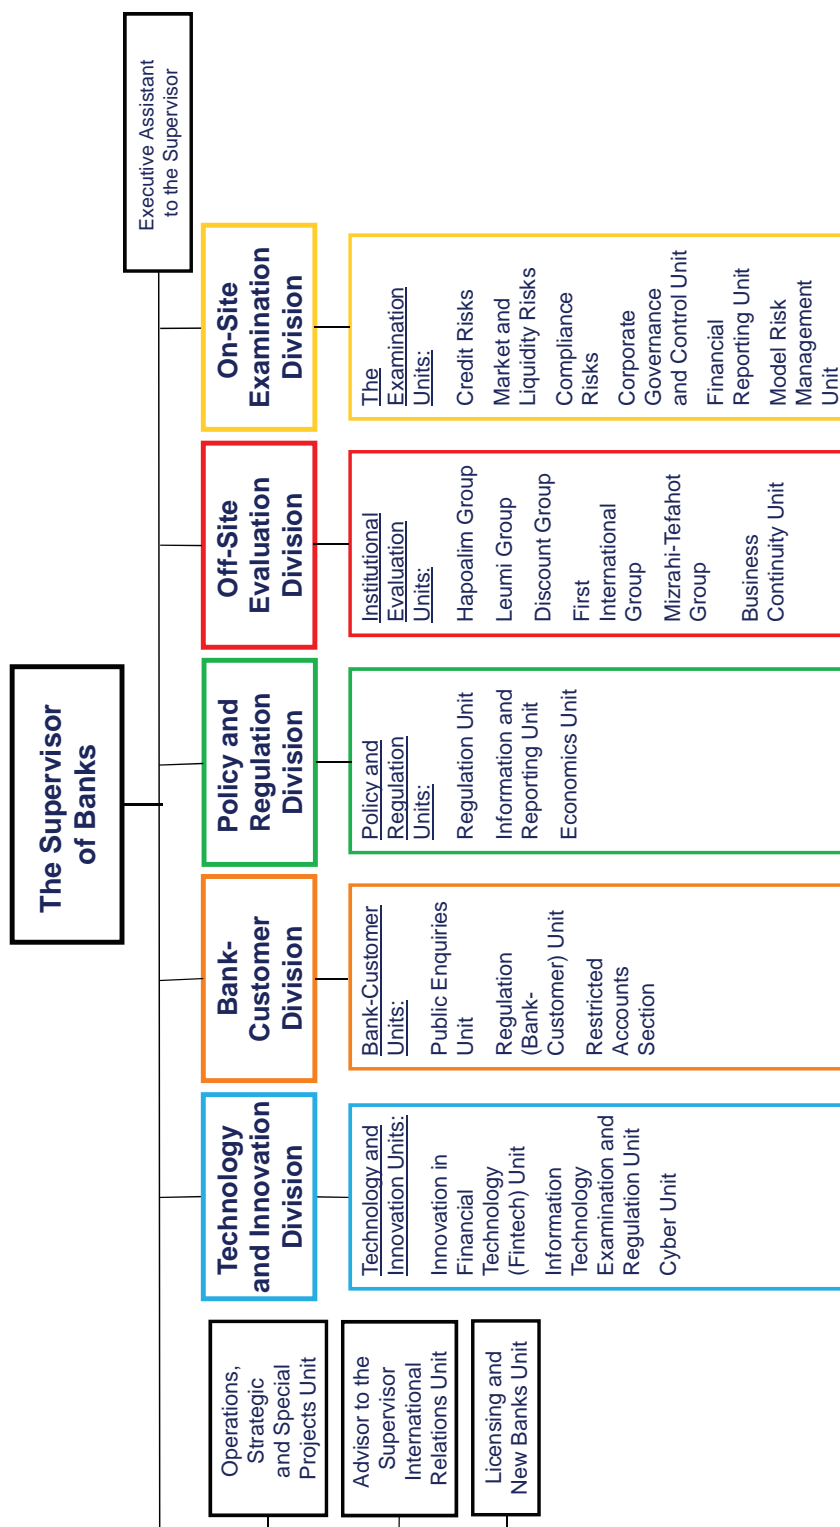 The Supervisor
of Banks
Executive Assistant
to the Supervisor
Operations,
Strategic
and Special
Projects Unit
Advisor to the
Supervisor
International
Relations Unit
Licensing and
New Banks Unit
Technology
and Innovation
Division
Technology and
Innovation Units:
Innovation in
Financial
Technology
(Fintech) Unit
Information
Technology
Examination and
Regulation Unit
Cyber Unit
Bank-
Customer
Division
Bank-Customer
Units:
Public Enquiries
Unit
Regulation
(Bank-
Customer) Unit
Restricted
Accounts
Section
Policy and
Regulation
Division
Policy and
Regulation
Units:
Regulation Unit
Information and
Reporting Unit
Economics Unit
Off-Site
Evaluation
Division
Institutional
Evaluation
Units:
Hapoalim Group
Leumi Group
Discount Group
First
International
Group
Mizrahi-Tefahot
Group
Business
Continuity Unit
On-Site
Examination
Division
The
Examination
Units:
Credit Risks
Market and
Liquidity Risks
Compliance
Risks
Corporate
Governance
and Control Unit
Financial
Reporting Unit
Model Risk
Management
Unit